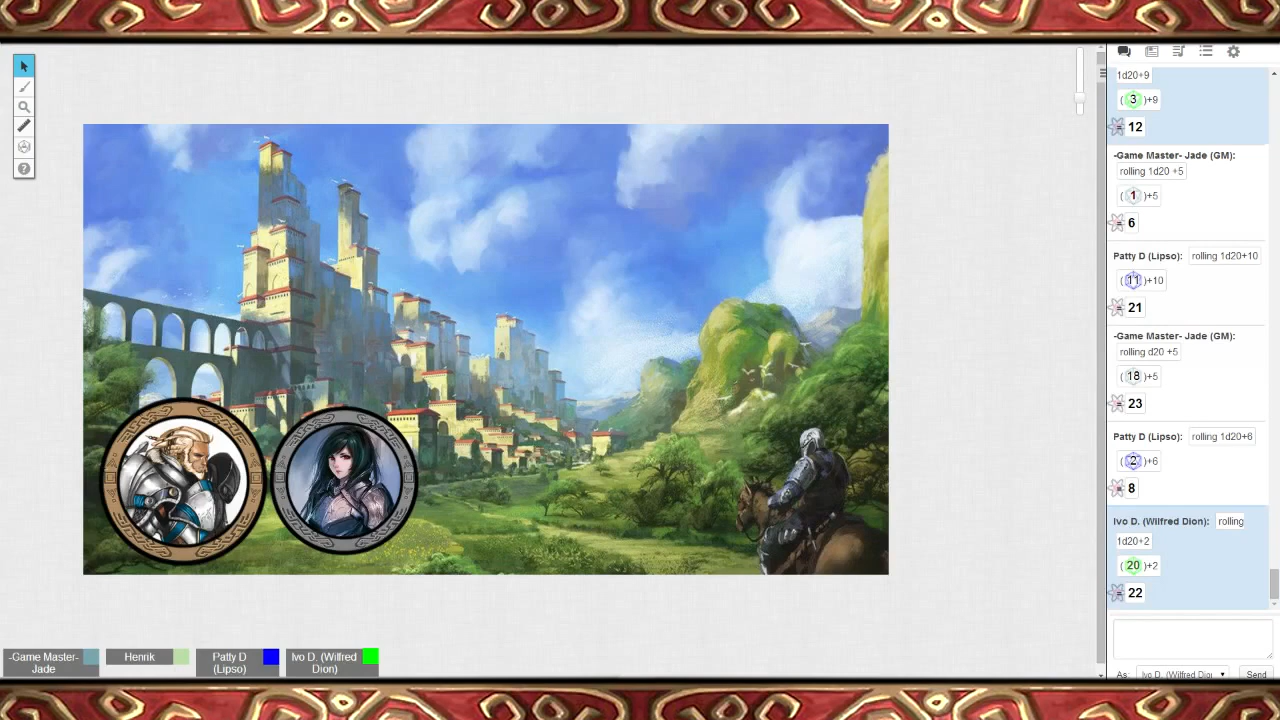 1d20+9
(3)+9
= 12
-Game Master- Jade (GM):
rolling 1d20 +5
(1)+5
= 6
Patty D (Lipso): rolling 1d20+10
(11)+10
= 21
-Game Master- Jade (GM):
rolling d20 +5
(18)+5
= 23
Patty D (Lipso): rolling 1d20+6
(2)+6
= 8
Ivo D. (Wilfred Dion): rolling
1d20+2
(20)+2
= 22
As: Ivo D. (Wilfred Dion Send
-Game Master-
Jade
Henrik
Patty D
(Lipso)
Ivo D. (Wilfred
Dion)